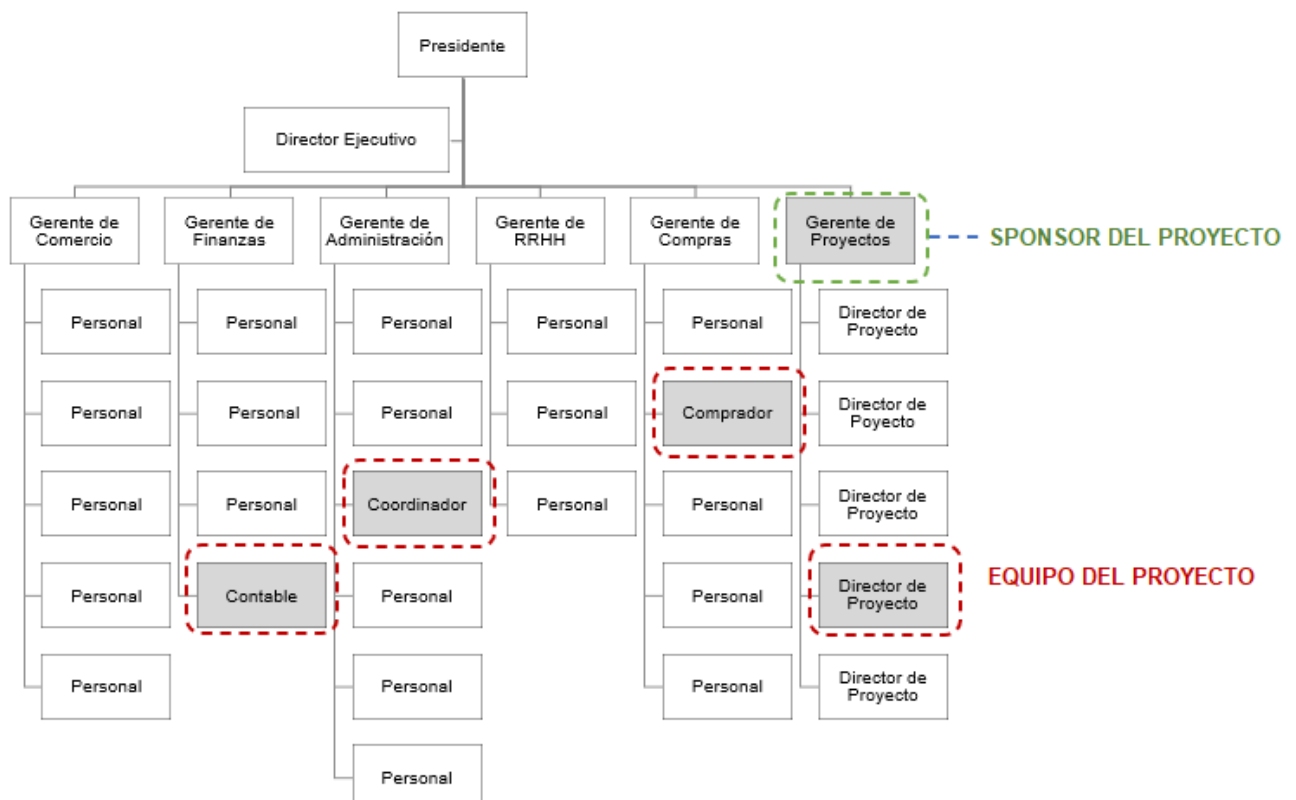 Presidente
Director Ejecutivo
Gerente de
Comercio
Gerente de
Finanzas
Gerente de
Administración
Gerente de
RRHH
Gerente de
Compras
Gerente de
Proyectos
SPONSOR DEL PROYECTO
Personal
Personal
Personal
Personal
Personal
Director de
Proyecto
Personal
Personal
Personal
Personal
Comprador
Director de
Poyecto
Personal
Personal
Coordinador
Personal
Personal
Director de
Proyecto
Personal
Contable
Personal
Personal
Director de
Proyecto
EQUIPO DEL PROYECTO
Personal
Personal
Personal
Director de
Proyecto
Personal